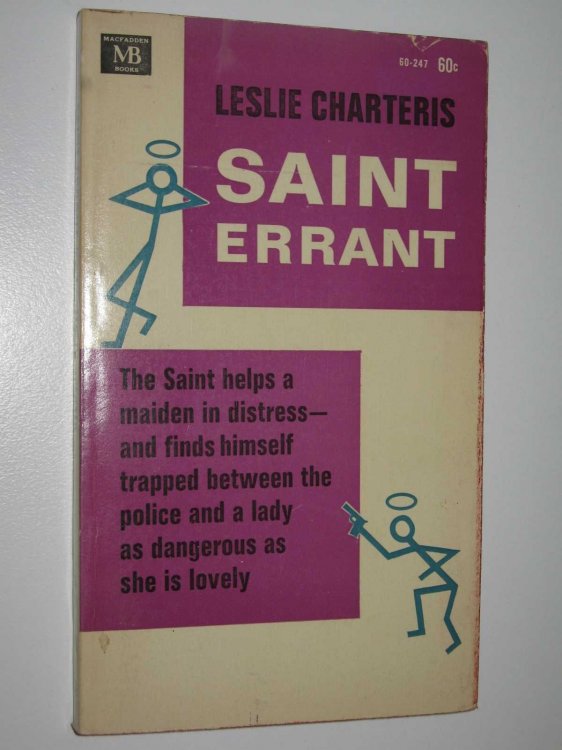 MACFADDEN
MB
BOOKS
60-247 60c
LESLIE CHARTERIS
SAINT
ERRANT
The Saint helps a
maiden in distress—
and finds himself
trapped between the
police and a lady
as dangerous as
she is lovely